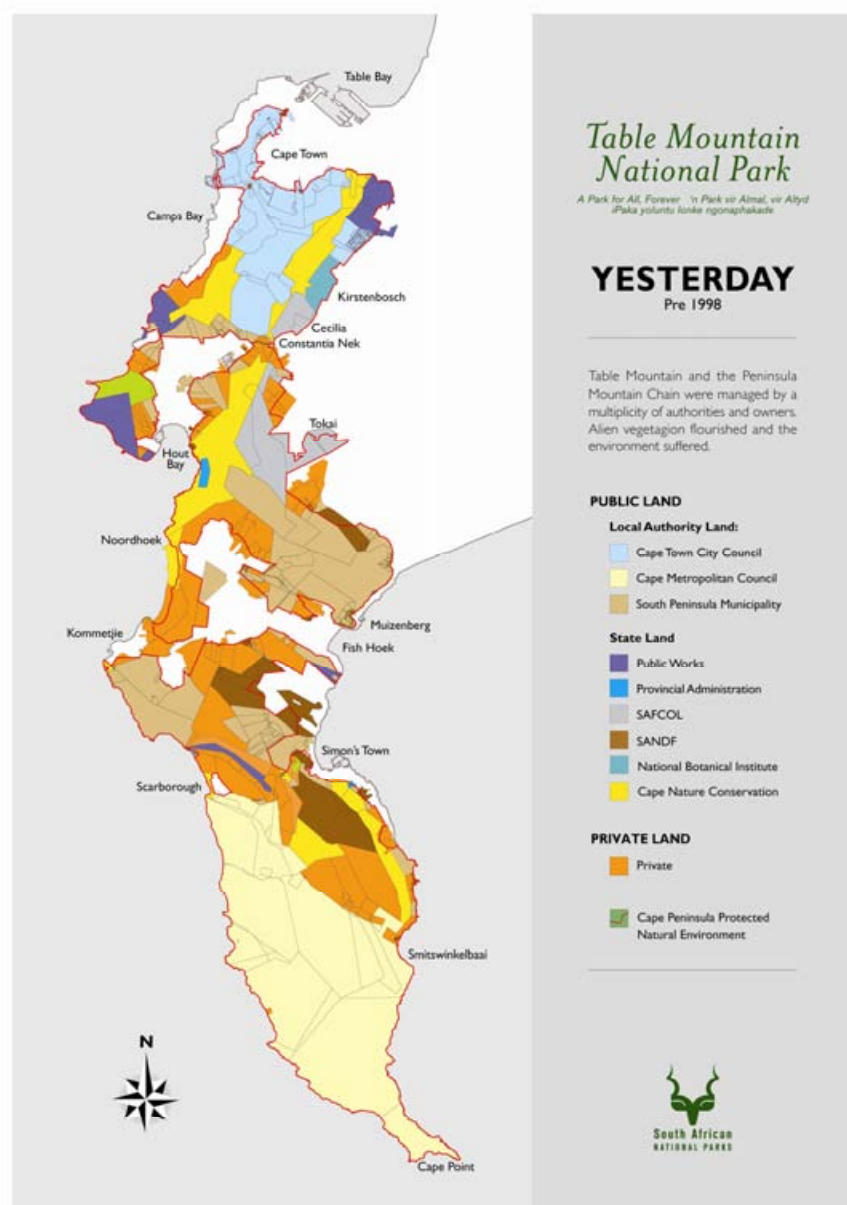 Table Bay
Cape Town
Camps Bay
Kirstenbosch
Cecilia
Constantia Nek
Tokai
Hout
Bay
Noordhoek
Muizenberg
Kommetjie
Fish Hoek
Simon's Town
Scarborough
Smitswinkelbaai
N
Cape Point
Table Mountain
National Park
A Park for All, Forever 'n Park vir Almal, vir Altyd
iPaka yoluntu lonke ngonaphakade
YESTERDAY
Pre 1998
Table Mountain and the Peninsula
Mountain Chain were managed by a
multiplicity of authorities and owners.
Alien vegetagion flourished and the
environment suffered.
PUBLIC LAND
Local Authority Land:
Cape Town City Council
Cape Metropolitan Council
South Peninsula Municipality
State Land
Public Works
Provincial Administration
SAFCOL
SANDF
National Botanical Institute
Cape Nature Conservation
PRIVATE LAND
Private
Cape Peninsula Protected
Natural Environment
South African
NATIONAL PARKS